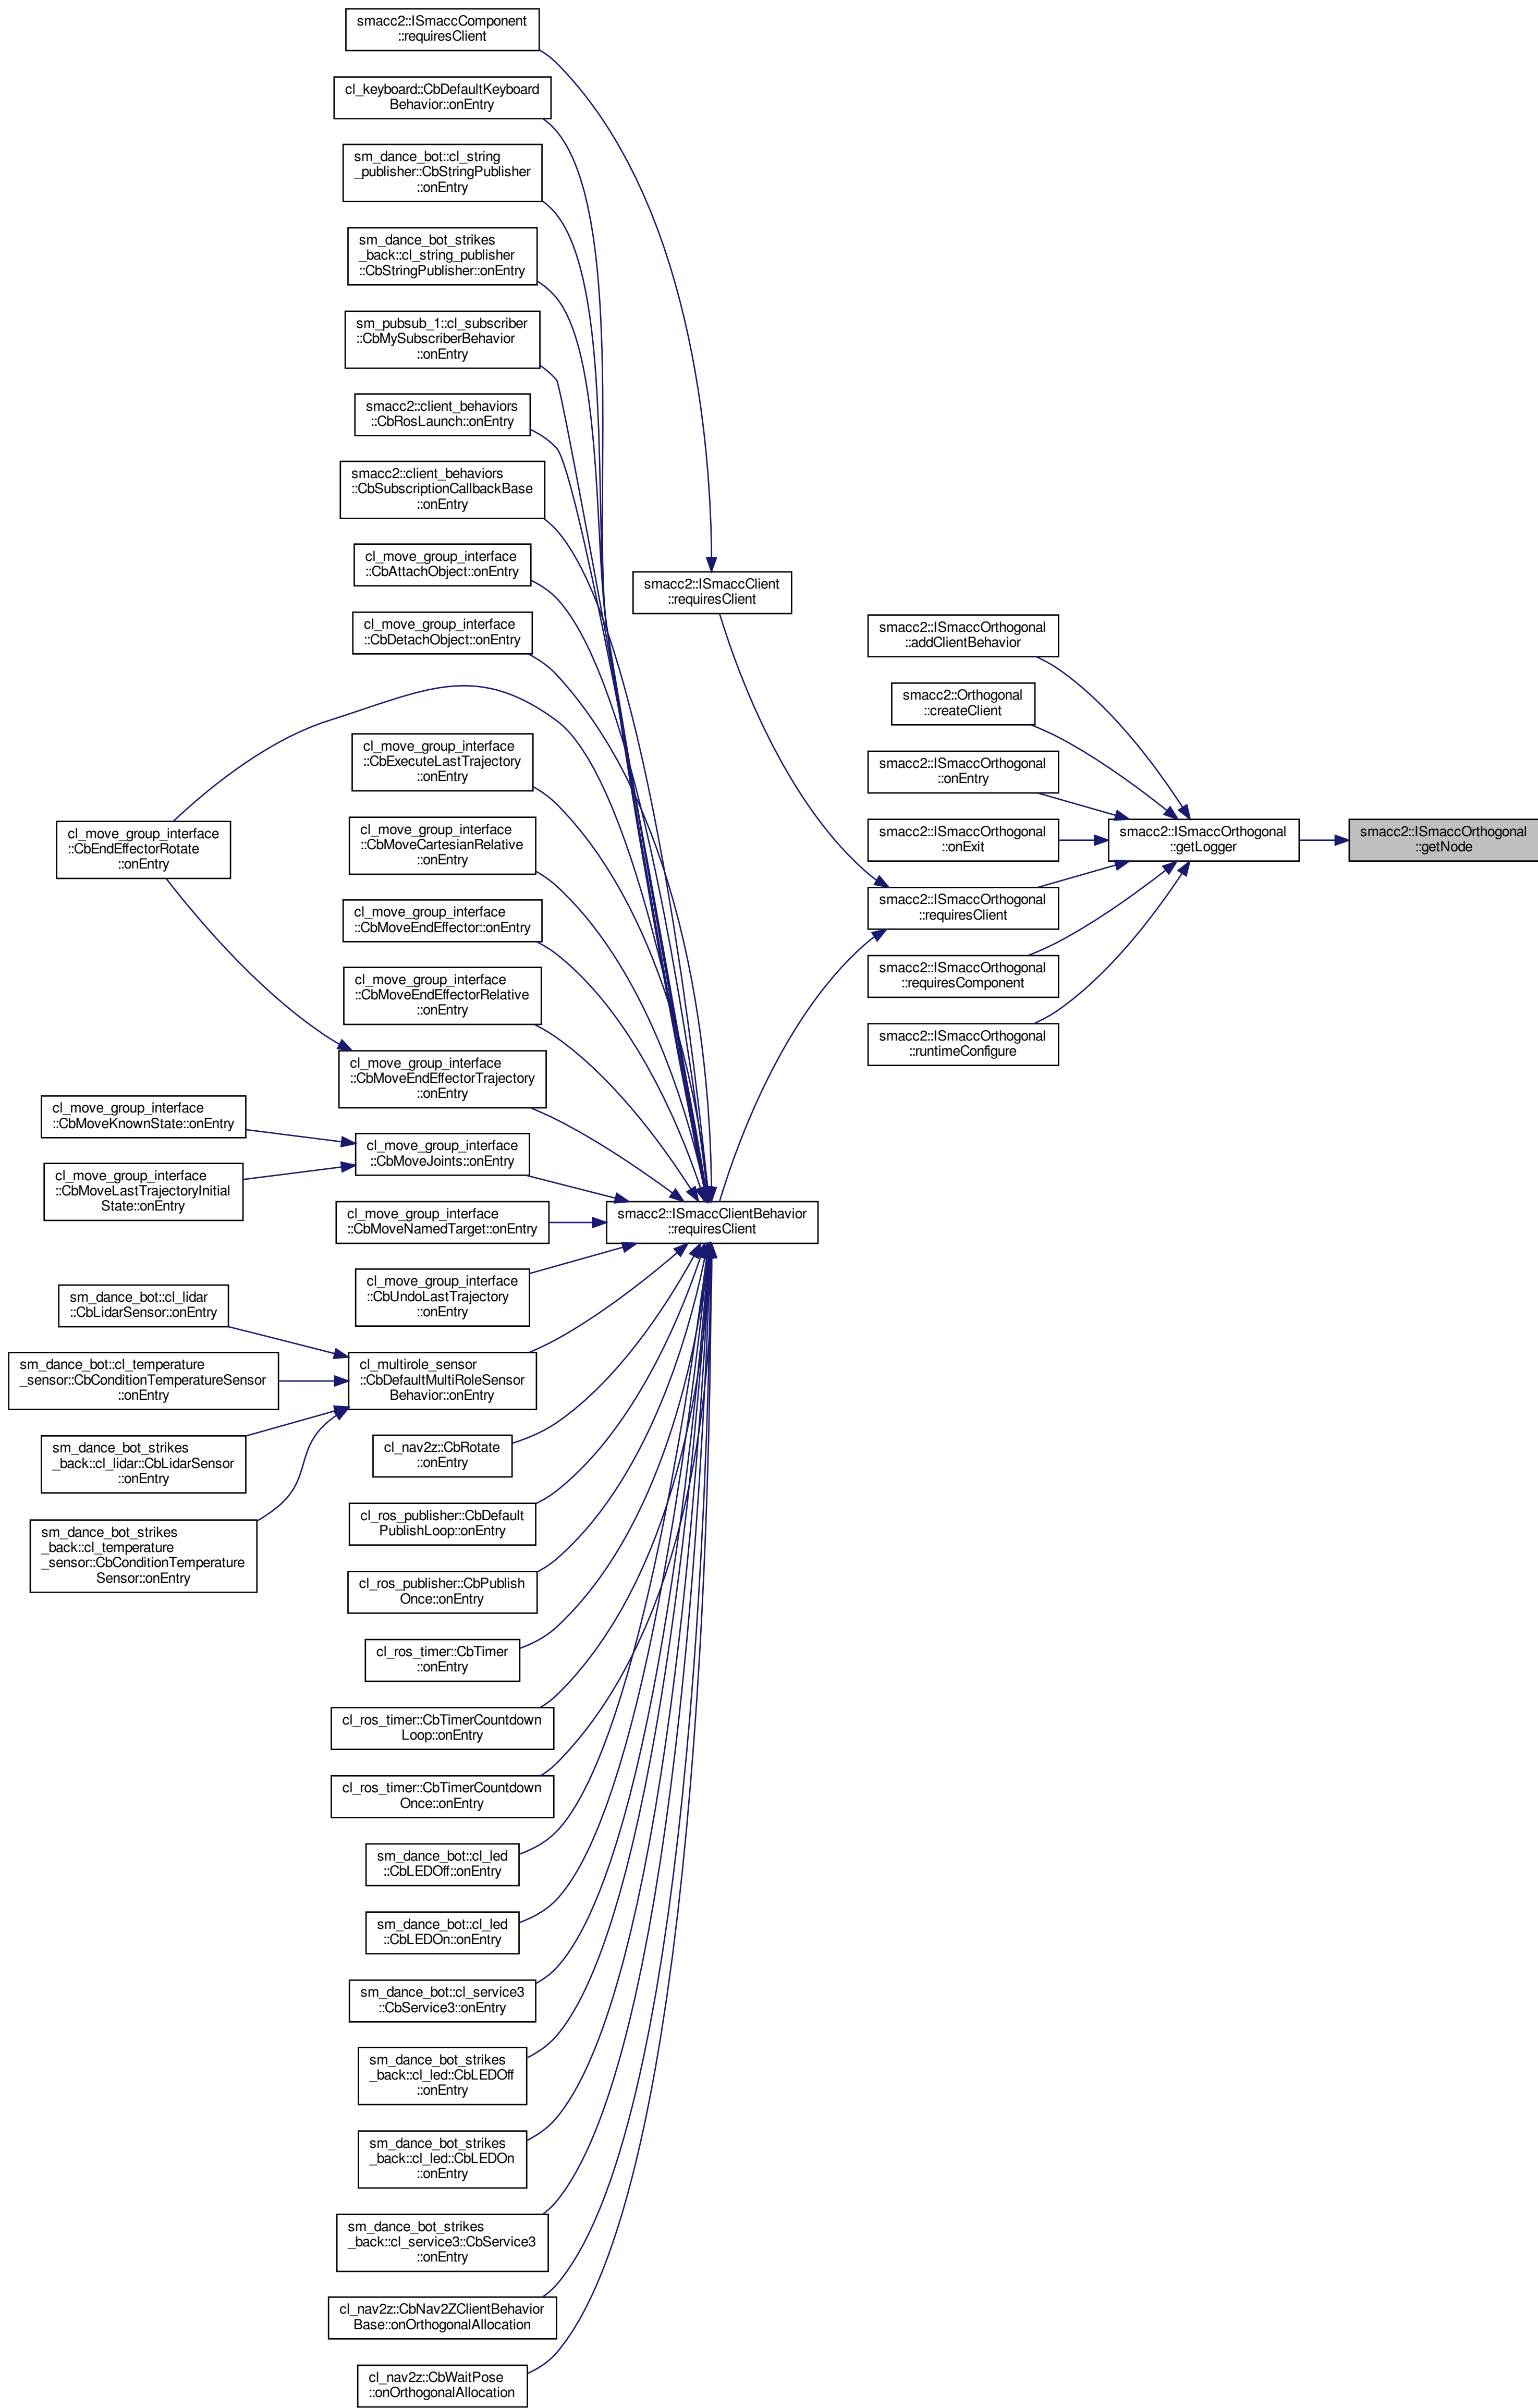 smacc2::ISmaccComponent
::requiresClient
cl_keyboard::CbDefaultKeyboard
Behavior::onEntry
sm_dance_bot::cl_string
_publisher::CbStringPublisher
::onEntry
sm_dance_bot_strikes
_back::cl_string_publisher
::CbStringPublisher::onEntry
sm_pubsub_1::cl_subscriber
::CbMySubscriberBehavior
::onEntry
smacc2::client_behaviors
::CbRosLaunch::onEntry
smacc2::client_behaviors
::CbSubscriptionCallbackBase
::onEntry
cl_move_group_interface
::CbAttachObject::onEntry
cl_move_group_interface
::CbDetachObject::onEntry
cl_move_group_interface
::CbExecuteLastTrajectory
::onEntry
cl_move_group_interface
::CbMoveCartesianRelative
::onEntry
cl_move_group_interface
::CbMoveEndEffector::onEntry
cl_move_group_interface
::CbMoveEndEffectorRelative
::onEntry
cl_move_group_interface
::CbMoveEndEffectorTrajectory
::onEntry
cl_move_group_interface
::CbMoveJoints::onEntry
cl_move_group_interface
::CbMoveNamedTarget::onEntry
cl_move_group_interface
::CbUndoLastTrajectory
::onEntry
cl_multirole_sensor
::CbDefaultMultiRoleSensor
Behavior::onEntry
cl_nav2z::CbRotate
::onEntry
cl_ros_publisher::CbDefault
PublishLoop::onEntry
cl_ros_publisher::CbPublish
Once::onEntry
cl_ros_timer::CbTimer
::onEntry
cl_ros_timer::CbTimerCountdown
Loop::onEntry
cl_ros_timer::CbTimerCountdown
Once::onEntry
sm_dance_bot::cl_led
::CbLEDOff::onEntry
sm_dance_bot::cl_led
::CbLEDOn::onEntry
sm_dance_bot::cl_service3
::CbService3::onEntry
sm_dance_bot_strikes
_back::cl_led::CbLEDOff
::onEntry
sm_dance_bot_strikes
_back::cl_led::CbLEDOn
::onEntry
sm_dance_bot_strikes
_back::cl_service3::CbService3
::onEntry
cl_nav2z::CbNav2ZClientBehavior
Base::onOrthogonalAllocation
cl_nav2z::CbWaitPose
::onOrthogonalAllocation
cl_move_group_interface
::CbEndEffectorRotate
::onEntry
cl_move_group_interface
::CbMoveKnownState::onEntry
cl_move_group_interface
::CbMoveLastTrajectoryInitial
State::onEntry
sm_dance_bot::cl_lidar
::CbLidarSensor::onEntry
sm_dance_bot::cl_temperature
_sensor::CbConditionTemperatureSensor
::onEntry
sm_dance_bot_strikes
_back::cl_lidar::CbLidarSensor
::onEntry
sm_dance_bot_strikes
_back::cl_temperature
_sensor::CbConditionTemperature
Sensor::onEntry
smacc2::ISmaccClient
::requiresClient
smacc2::ISmaccClientBehavior
::requiresClient
smacc2::ISmaccOrthogonal
::addClientBehavior
smacc2::Orthogonal
::createClient
smacc2::ISmaccOrthogonal
::onEntry
smacc2::ISmaccOrthogonal
::onExit
smacc2::ISmaccOrthogonal
::requiresClient
smacc2::ISmaccOrthogonal
::requiresComponent
smacc2::ISmaccOrthogonal
::runtimeConfigure
smacc2::ISmaccOrthogonal
::getLogger
smacc2::ISmaccOrthogonal
::getNode